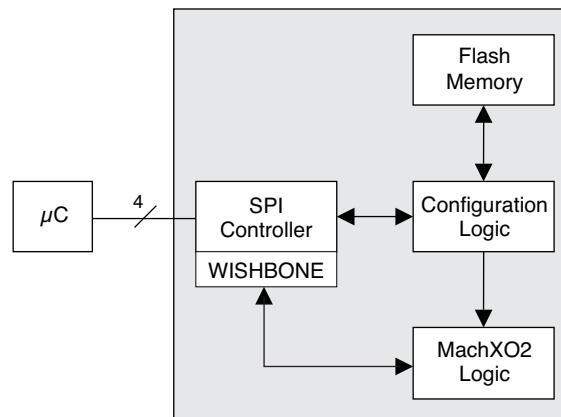 Flash
Memory
4
µC
SPI
Controller
WISHBONE
Configuration
Logic
MachXO2
Logic